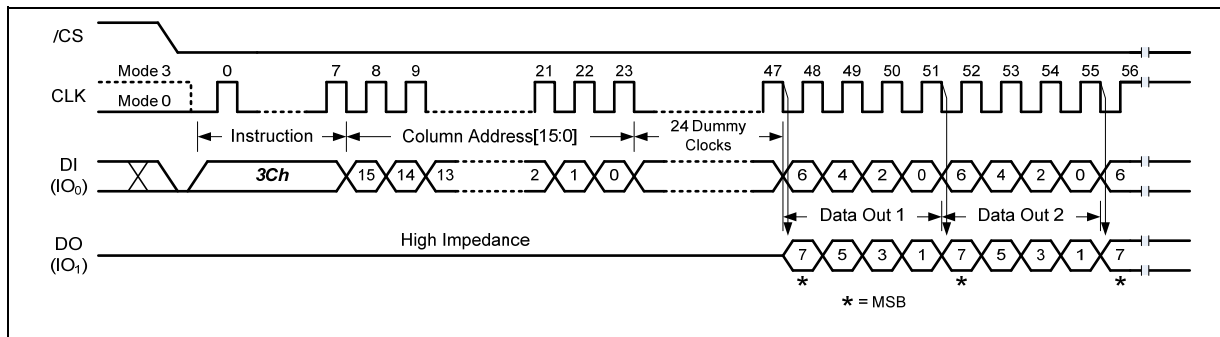 /CS
Mode 3
0 7 8 9 21 22 23 47 48 49 50 51 52 53 54 55 56
CLK
Mode 0
Instruction Column Address[15:0] 24 Dummy
Clocks
DI
(IO0)
3Ch 15 14 13 2 1 0 6 4 2 0 6 4 2 0 6
Data Out 1 Data Out 2
DO
(IO1)
High Impedance
7 5 3 1 7 5 3 1 7
* * *
* = MSB